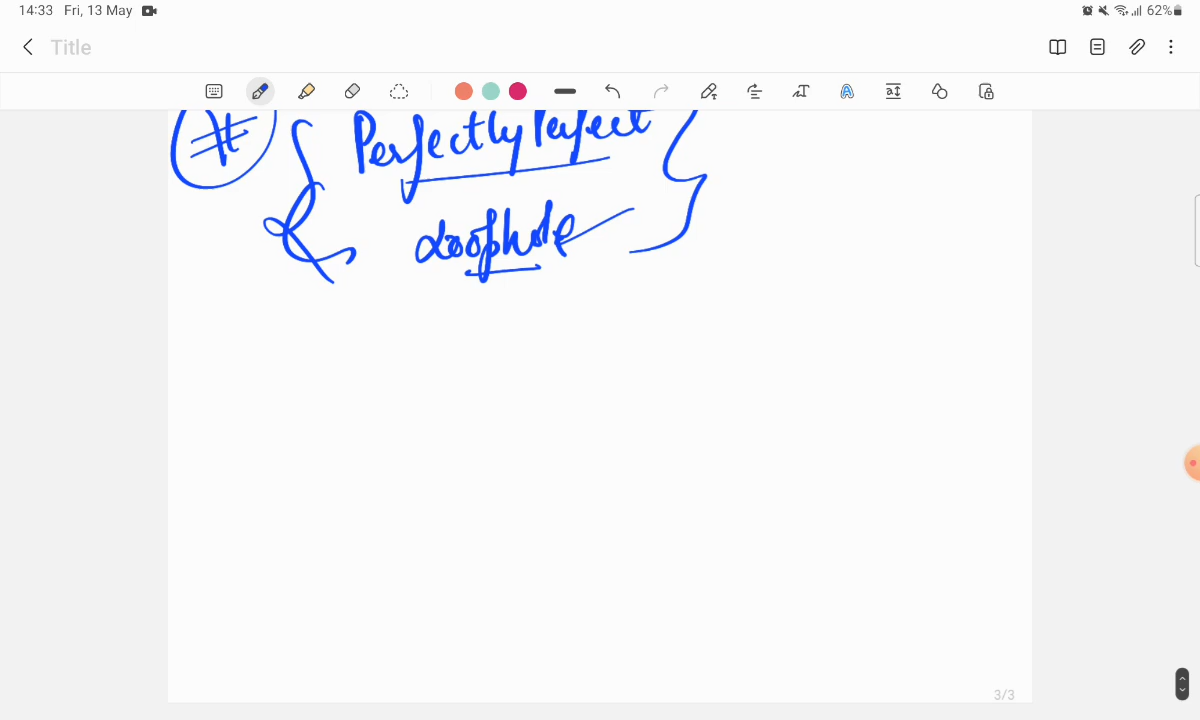 14:33 Fri, 13 May 62%
Title
# { Perfectly Perfect }
& Loophole
3/3